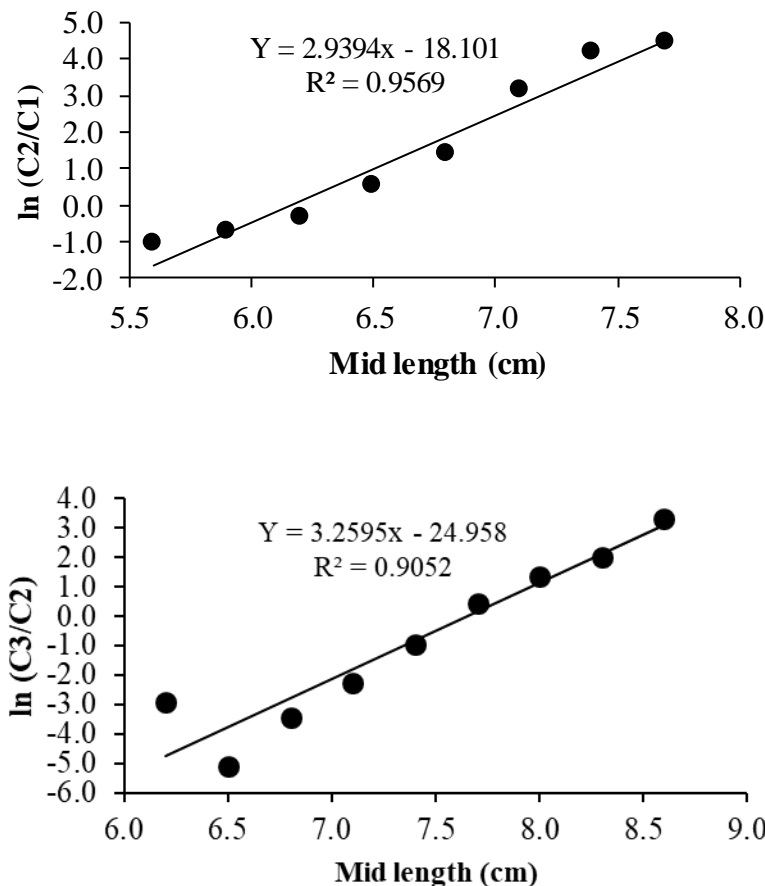 5.0
4.0
3.0
2.0
1.0
0.0
-1.0
-2.0
ln (C2/C1)
Y = 2.9394x - 18.101
R² = 0.9569
5.5 6.0 6.5 7.0 7.5 8.0
Mid length (cm)
4.0
3.0
2.0
1.0
0.0
-1.0
-2.0
-3.0
-4.0
-5.0
-6.0
ln (C3/C2)
Y = 3.2595x - 24.958
R² = 0.9052
6.0 6.5 7.0 7.5 8.0 8.5 9.0
Mid length (cm)